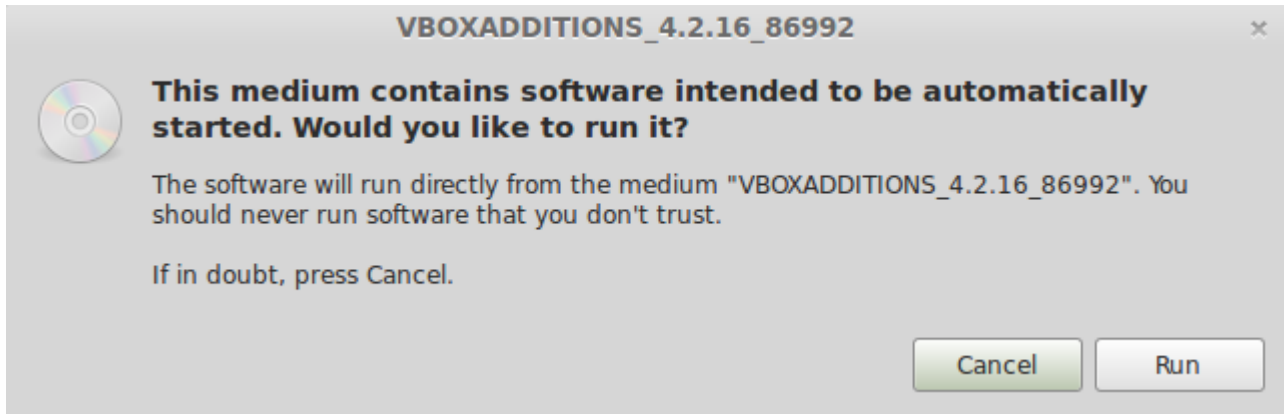 VBOXADDITIONS_4.2.16_86992
This medium contains software intended to be automatically
started. Would you like to run it?
The software will run directly from the medium "VBOXADDITIONS_4.2.16_86992". You
should never run software that you don't trust.
If in doubt, press Cancel.
Cancel
Run